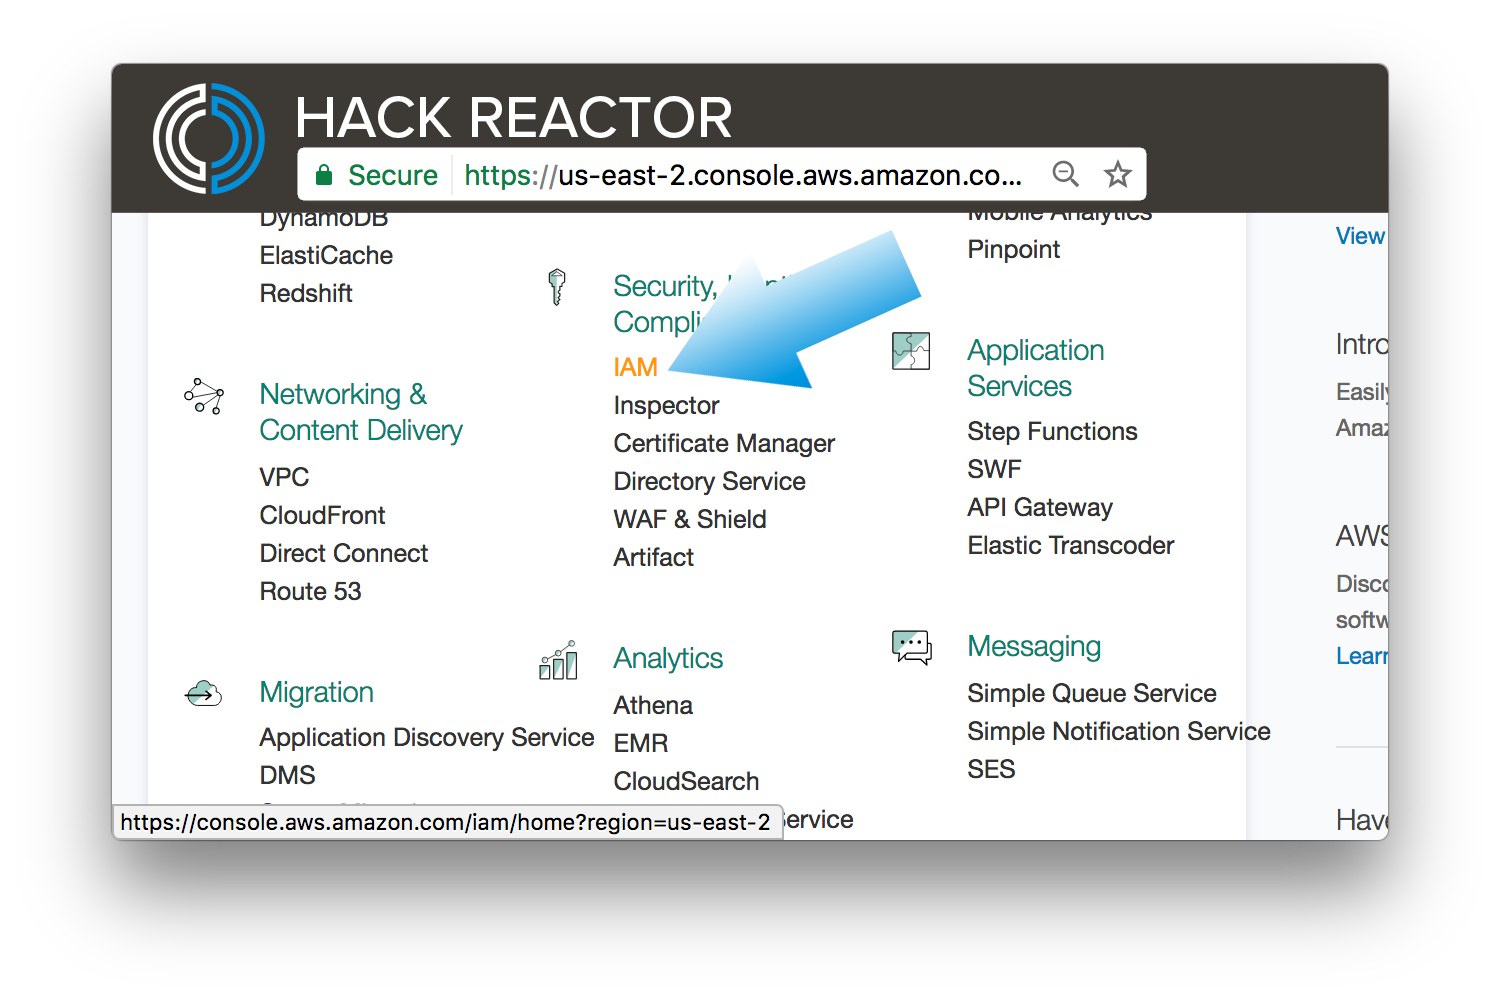 HACK REACTOR
Secure
https://us-east-2.console.aws.amazon.co...
DynamoDB
ElastiCache
Redshift
Networking &
Content Delivery
VPC
CloudFront
Direct Connect
Route 53
Migration
Application Discovery Service
DMS
Security,
Compli
IAM
Inspector
Certificate Manager
Directory Service
WAF & Shield
Artifact
Analytics
Athena
EMR
CloudSearch
Service
Mobile Analytics
Pinpoint
Application
Services
Step Functions
SWF
API Gateway
Elastic Transcoder
Messaging
Simple Queue Service
Simple Notification Service
SES
View
Intro
Easily
Amaz
AWS
Disco
softw
Learn
Have
https://console.aws.amazon.com/iam/home?region=us-east-2